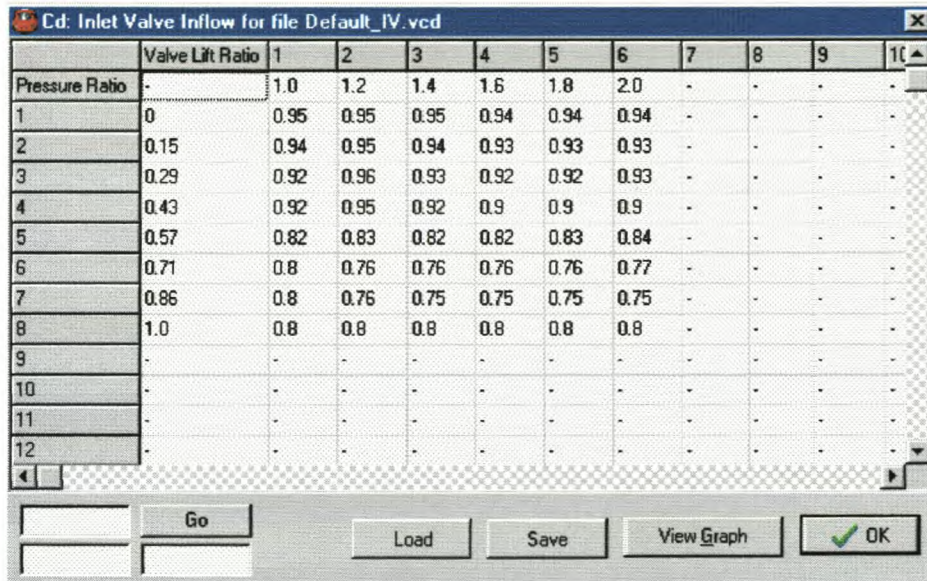 Cd: Inlet Valve Inflow for file Default_IV.vcd
Valve Lift Ratio 1 2 3 4 5 6 7 8 9 10
Pressure Ratio - 1.0 1.2 1.4 1.6 1.8 2.0 - - - -
1 0 0.95 0.95 0.95 0.94 0.94 0.94 - - - -
2 0.15 0.94 0.95 0.94 0.93 0.93 0.93 - - - -
3 0.29 0.92 0.96 0.93 0.92 0.92 0.93 - - - -
4 0.43 0.92 0.95 0.92 0.9 0.9 0.9 - - - -
5 0.57 0.82 0.83 0.82 0.82 0.83 0.84 - - - -
6 0.71 0.8 0.76 0.76 0.76 0.76 0.77 - - - -
7 0.86 0.8 0.76 0.75 0.75 0.75 0.75 - - - -
8 1.0 0.8 0.8 0.8 0.8 0.8 0.8 - - - -
9 - - - - - - - - - - -
10 - - - - - - - - - - -
11 - - - - - - - - - - -
12 - - - - - - - - - - -
Go
Load Save View Graph OK